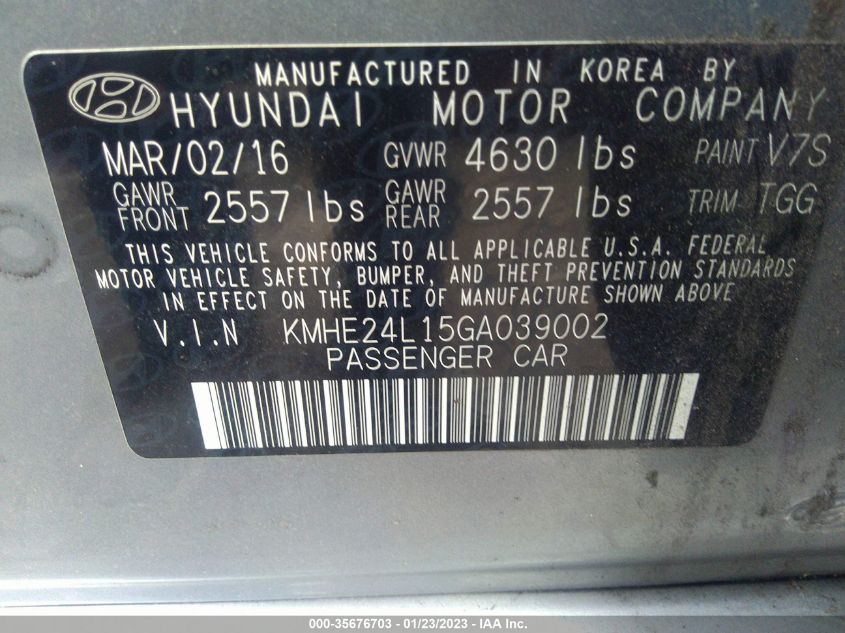 MANUFACTURED IN KOREA BY
HYUNDAI MOTOR COMPANY
MAR/02/16 GVWR 4630 lbs PAINT V7S
GAWR FRONT 2557 lbs GAWR REAR 2557 lbs TRIM TGG
THIS VEHICLE CONFORMS TO ALL APPLICABLE U.S.A. FEDERAL
MOTOR VEHICLE SAFETY, BUMPER, AND THEFT PREVENTION STANDARDS
IN EFFECT ON THE DATE OF MANUFACTURE SHOWN ABOVE
V.I.N KMHE24L15GA039002
PASSENGER CAR
000-35676703 - 01/23/2023 - IAA Inc.